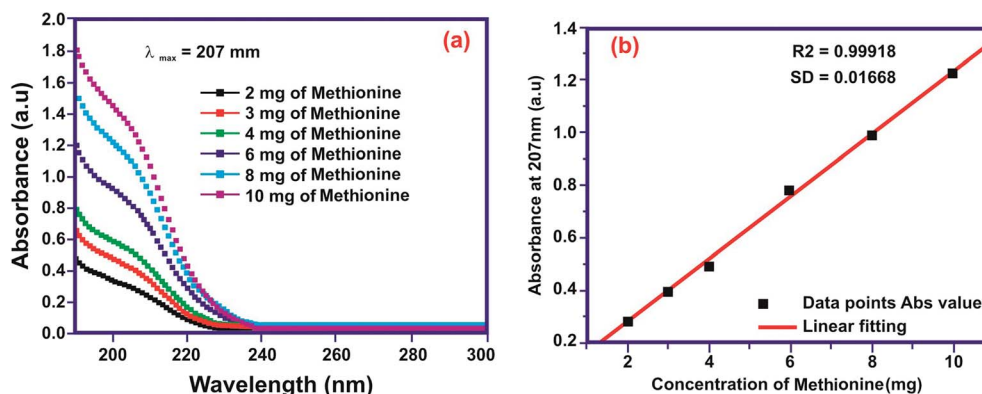 (a)
λ max = 207 mm
2 mg of Methionine
3 mg of Methionine
4 mg of Methionine
6 mg of Methionine
8 mg of Methionine
10 mg of Methionine
Absorbance (a.u)
2.0
1.8
1.6
1.4
1.2
1.0
0.8
0.6
0.4
0.2
0.0
200 220 240 260 280 300
Wavelength (nm)
(b)
R2 = 0.99918
SD = 0.01668
Absorbance at 207nm (a.u)
1.4
1.2
1.0
0.8
0.6
0.4
0.2
Data points Abs value
Linear fitting
2 4 6 8 10
Concentration of Methionine(mg)